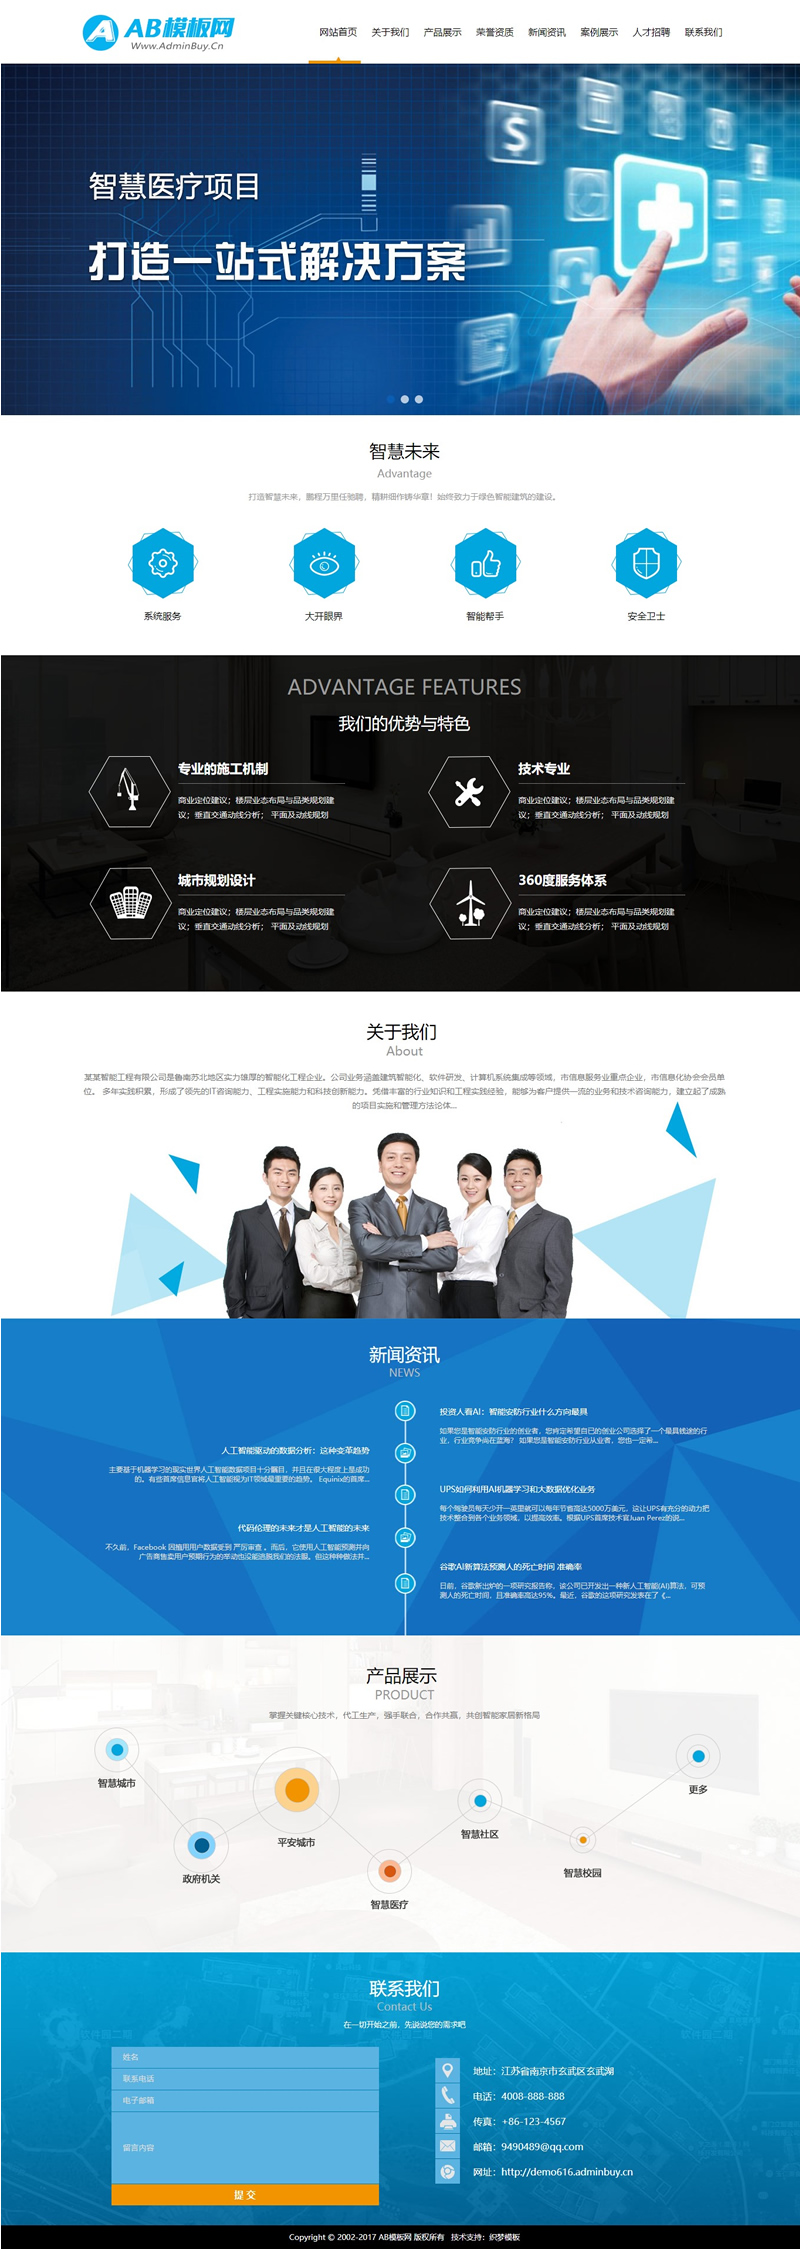 AB模板网
Www.AdminBuy.Cn
网站首页 关于我们 产品展示 荣誉资质 新闻资讯 案例展示 人才招聘 联系我们
智慧医疗项目
打造一站式解决方案
智慧未来
Advantage
打造智慧未来，鹏程万里任驰骋，精耕细作铸华章！始终致力于绿色智能建筑的建设。
系统服务 大开眼界 智能帮手 安全卫士
ADVANTAGE FEATURES
我们的优势与特色
专业的施工机制
商业定位建议；楼层业态布局与品类规划建
议；垂直交通动线分析； 平面及动线规划
技术专业
商业定位建议；楼层业态布局与品类规划建
议；垂直交通动线分析； 平面及动线规划
城市规划设计
商业定位建议；楼层业态布局与品类规划建
议；垂直交通动线分析； 平面及动线规划
360度服务体系
商业定位建议；楼层业态布局与品类规划建
议；垂直交通动线分析； 平面及动线规划
关于我们
About
某某智能工程有限公司是鲁南苏北地区实力雄厚的智能化工程企业。公司业务涵盖建筑智能化、软件研发、计算机系统集成等领域，市信息服务业重点企业，市信息化协会会员单
位。 多年实践积累，形成了领先的IT咨询能力、工程实施能力和科技创新能力。凭借丰富的行业知识和工程实践经验，能够为客户提供一流的业务和技术咨询能力，建立起了成熟
的项目实施和管理方法论体...
新闻资讯
NEWS
投资人看AI：智能安防行业什么方向最具
如果您是智能安防行业的创业者，您肯定希望自己的创业公司选择了一个最具钱途的行
业，行业竞争尚在蓝海？ 如果您是智能安防行业从业者，您也一定希...
人工智能驱动的数据分析：这种变革趋势
主要基于机器学习的现实世界人工智能数据项目十分瞩目，并且在很大程度上是成功
的。有些首席信息官将人工智能视为IT领域最重要的趋势。 Equinix的首席...
UPS如何利用AI机器学习和大数据优化业务
每个驾驶员每天少开一英里就可以每年节省高达5000万美元，这让UPS有充分的动力把
技术整合到各个业务领域，以提高效率。根据UPS首席技术官Juan Perez的说...
代码伦理的未来才是人工智能的未来
不久前，Facebook 因滥用用户数据受到 严厉审查 。而后，它使用人工智能预测并向
广告商售卖用户预期行为的举动也没能逃脱我们的法眼。但这种种做法并...
谷歌AI新算法预测人的死亡时间 准确率
日前，谷歌新出炉的一项研究报告称，该公司已开发出一种新人工智能(AI)算法，可预
测人的死亡时间，且准确率高达95%。最近，谷歌的这项研究发表在了《...
产品展示
PRODUCT
掌握关键核心技术，代工生产，强手联合，合作共赢，共创智能家居新格局
智慧城市
政府机关
平安城市
智慧医疗
智慧社区
智慧校园
更多
联系我们
Contact Us
在一切开始之前，先说说您的需求吧
姓名
联系电话
电子邮箱
留言内容
提 交
地址：江苏省南京市玄武区玄武湖
电话：4008-888-888
传真：+86-123-4567
邮箱：9490489@qq.com
网址：http://demo616.adminbuy.cn
Copyright © 2002-2017 AB模板网 版权所有 技术支持：织梦模板